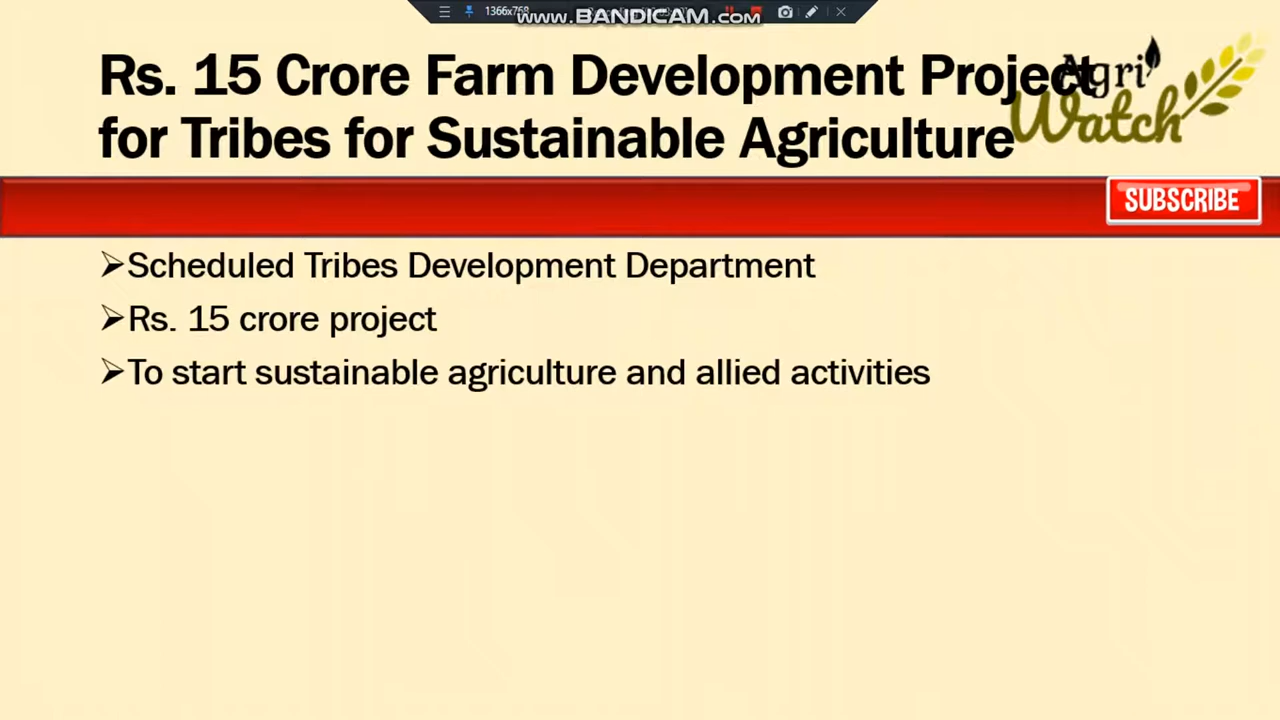 1366x768
www.BANDICAM.com
Rs. 15 Crore Farm Development Project
for Tribes for Sustainable Agriculture
Agri
Watch
SUBSCRIBE
➢Scheduled Tribes Development Department
➢Rs. 15 crore project
➢To start sustainable agriculture and allied activities